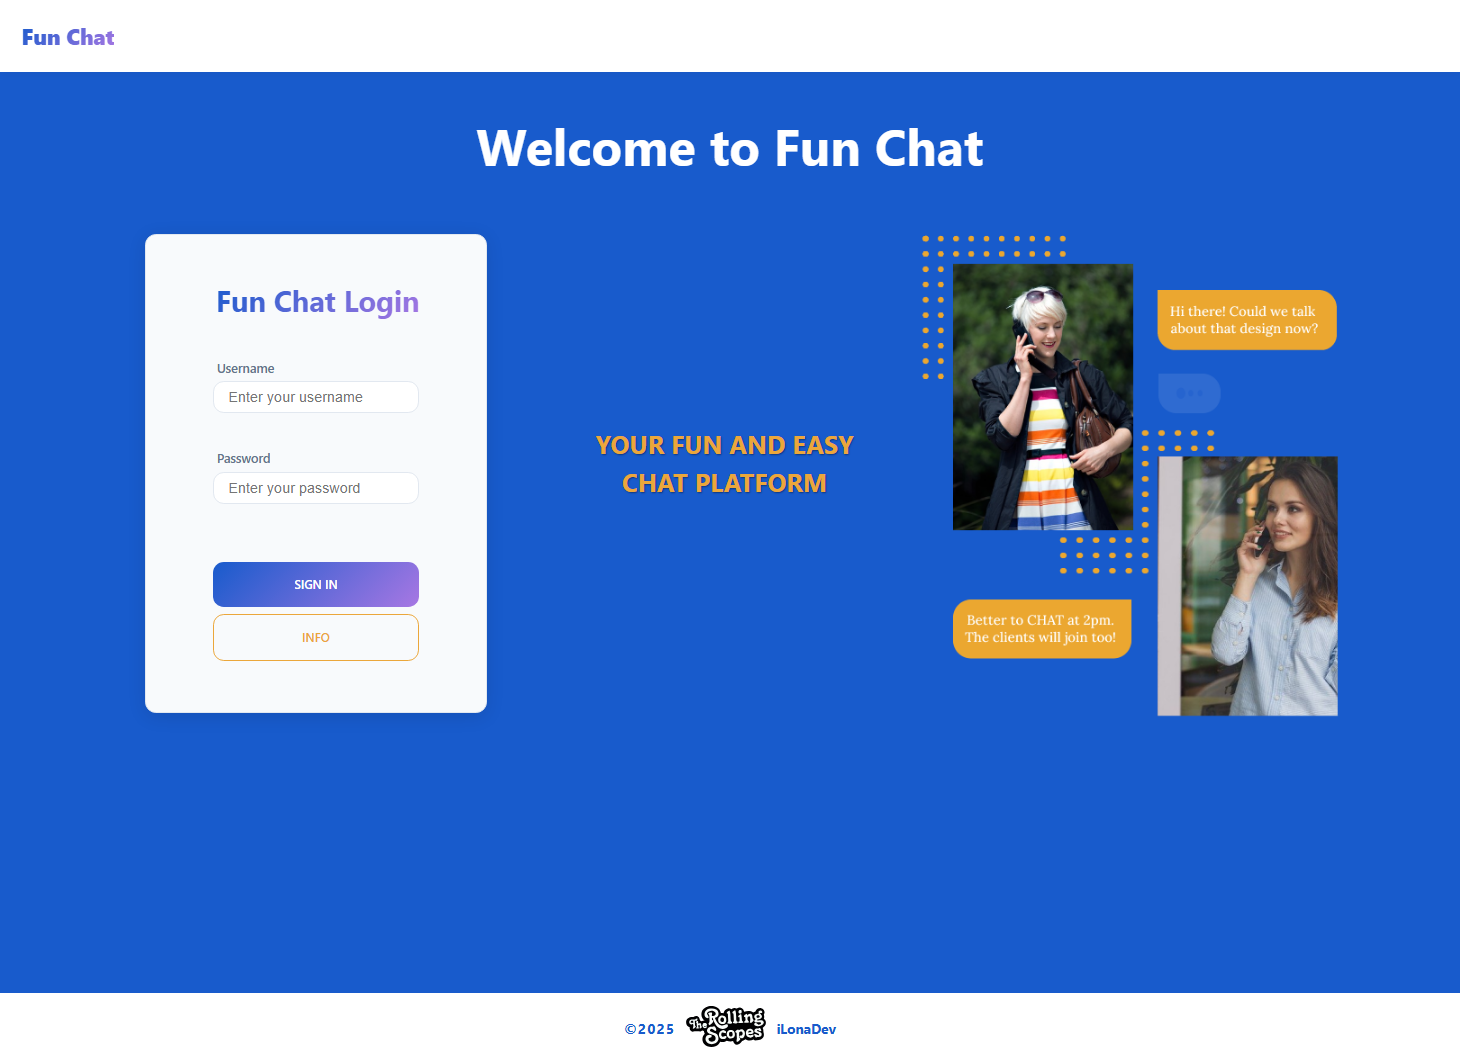 Fun Chat
Welcome to Fun Chat
Fun Chat Login
Username
Enter your username
Password
Enter your password
SIGN IN
INFO
YOUR FUN AND EASY
CHAT PLATFORM
Hi there! Could we talk
about that design now?
Better to CHAT at 2pm.
The clients will join too!
©2025
The Rolling
Scopes
iLonaDev